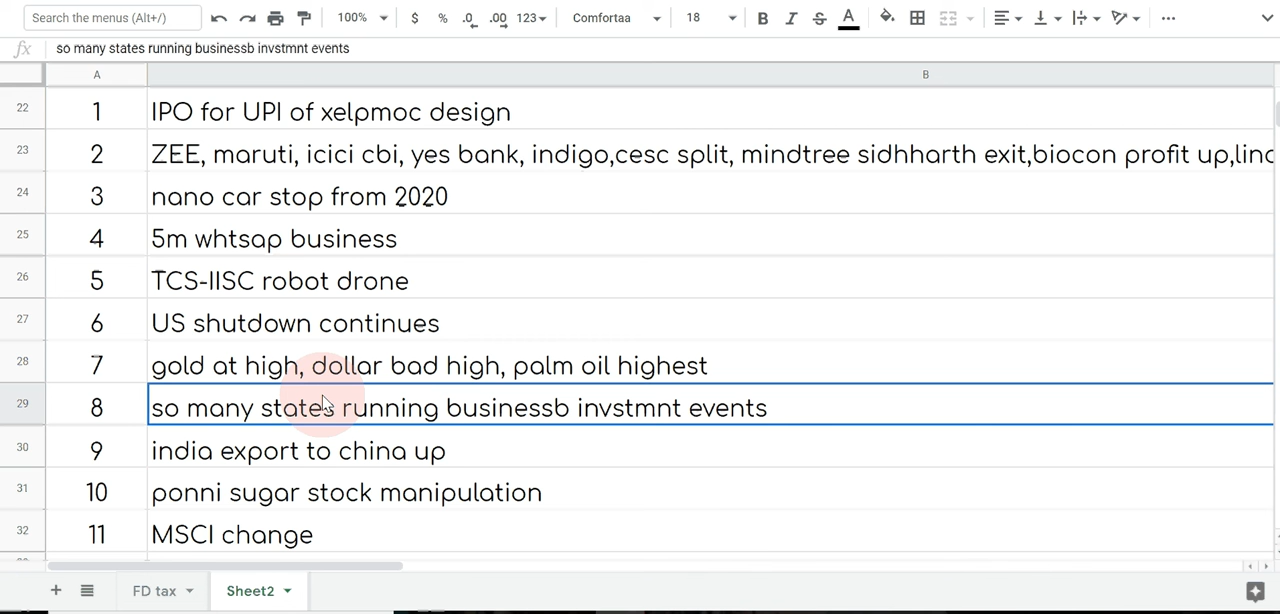 Search the menus (Alt+/) 100% $ % .0 .00 123 Comfortaa 18 B I S A
fx so many states running businessb invstmnt events
A B
22 1 IPO for UPI of xelpmoc design
23 2 ZEE, maruti, icici cbi, yes bank, indigo,cesc split, mindtree sidhharth exit,biocon profit up,
24 3 nano car stop from 2020
25 4 5m whtsap business
26 5 TCS-IISC robot drone
27 6 US shutdown continues
28 7 gold at high, dollar bad high, palm oil highest
29 8 so many states running businessb invstmnt events
30 9 india export to china up
31 10 ponni sugar stock manipulation
32 11 MSCI change
+ FD tax Sheet2